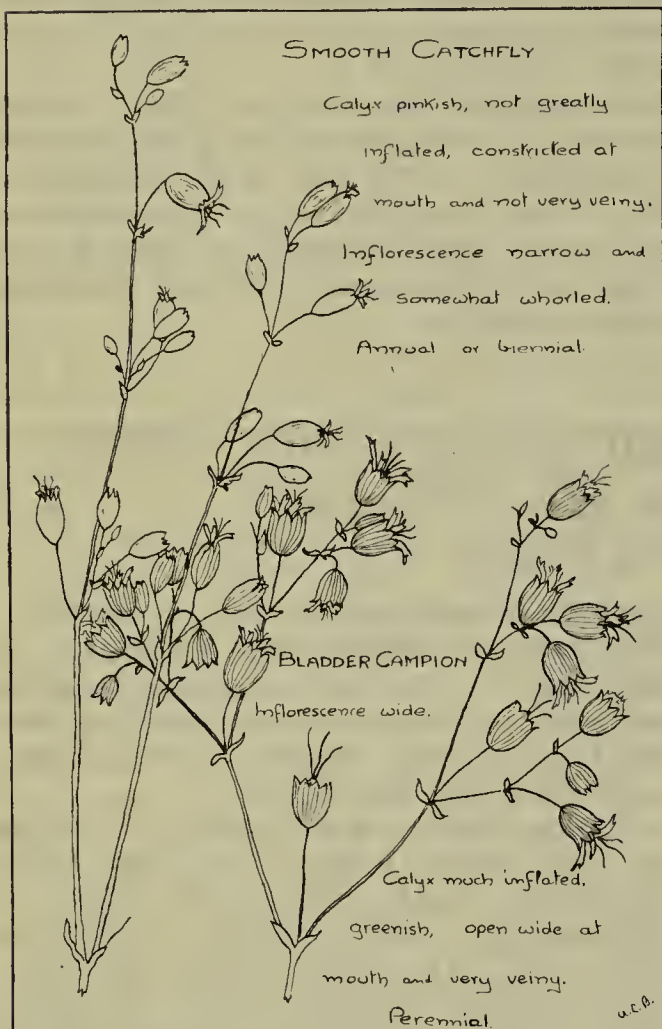 SMOOTH CATCHFLY
Calyx pinkish, not greatly
inflated, constricted at
mouth and not very veiny.
Inflorescence narrow and
somewhat whorled.
Annual or biennial.
BLADDER CAMPION
Inflorescence wide.
Calyx much inflated.
greenish, open wide at
mouth and very veiny.
Perennial.
U.C.B.